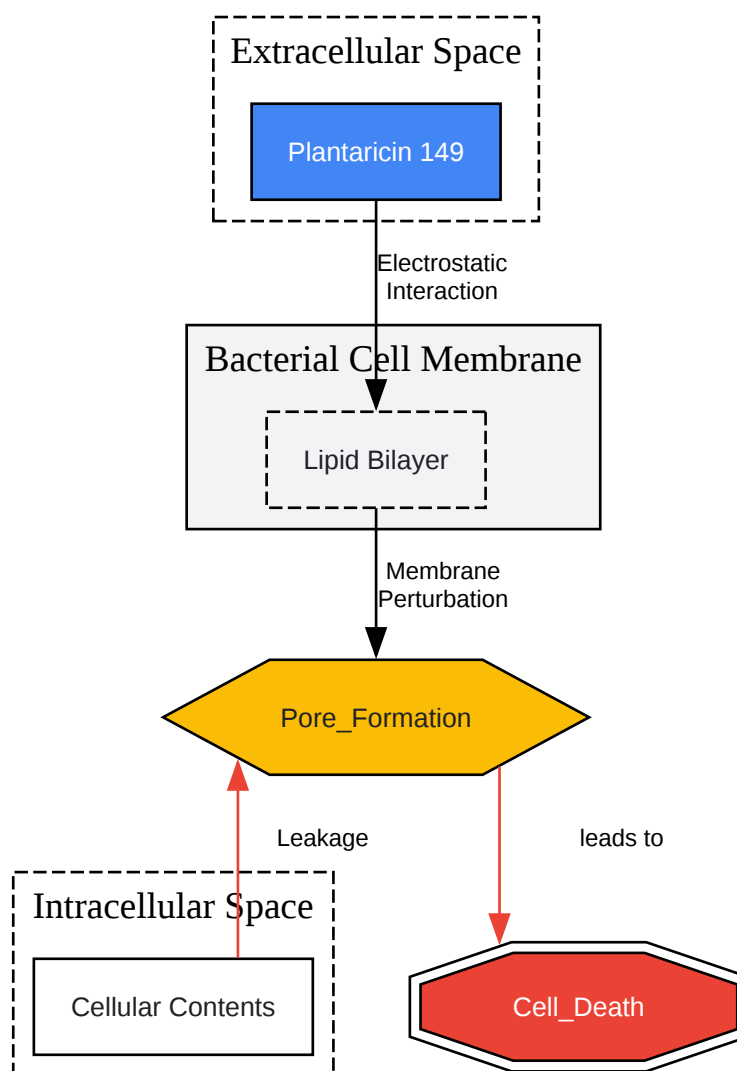 Extracellular Space
Plantaricin 149
Electrostatic
Interaction
Bacterial Cell Membrane
Lipid Bilayer
Membrane
Perturbation
Pore_Formation
Leakage
leads to
Intracellular Space
Cellular Contents
Cell_Death